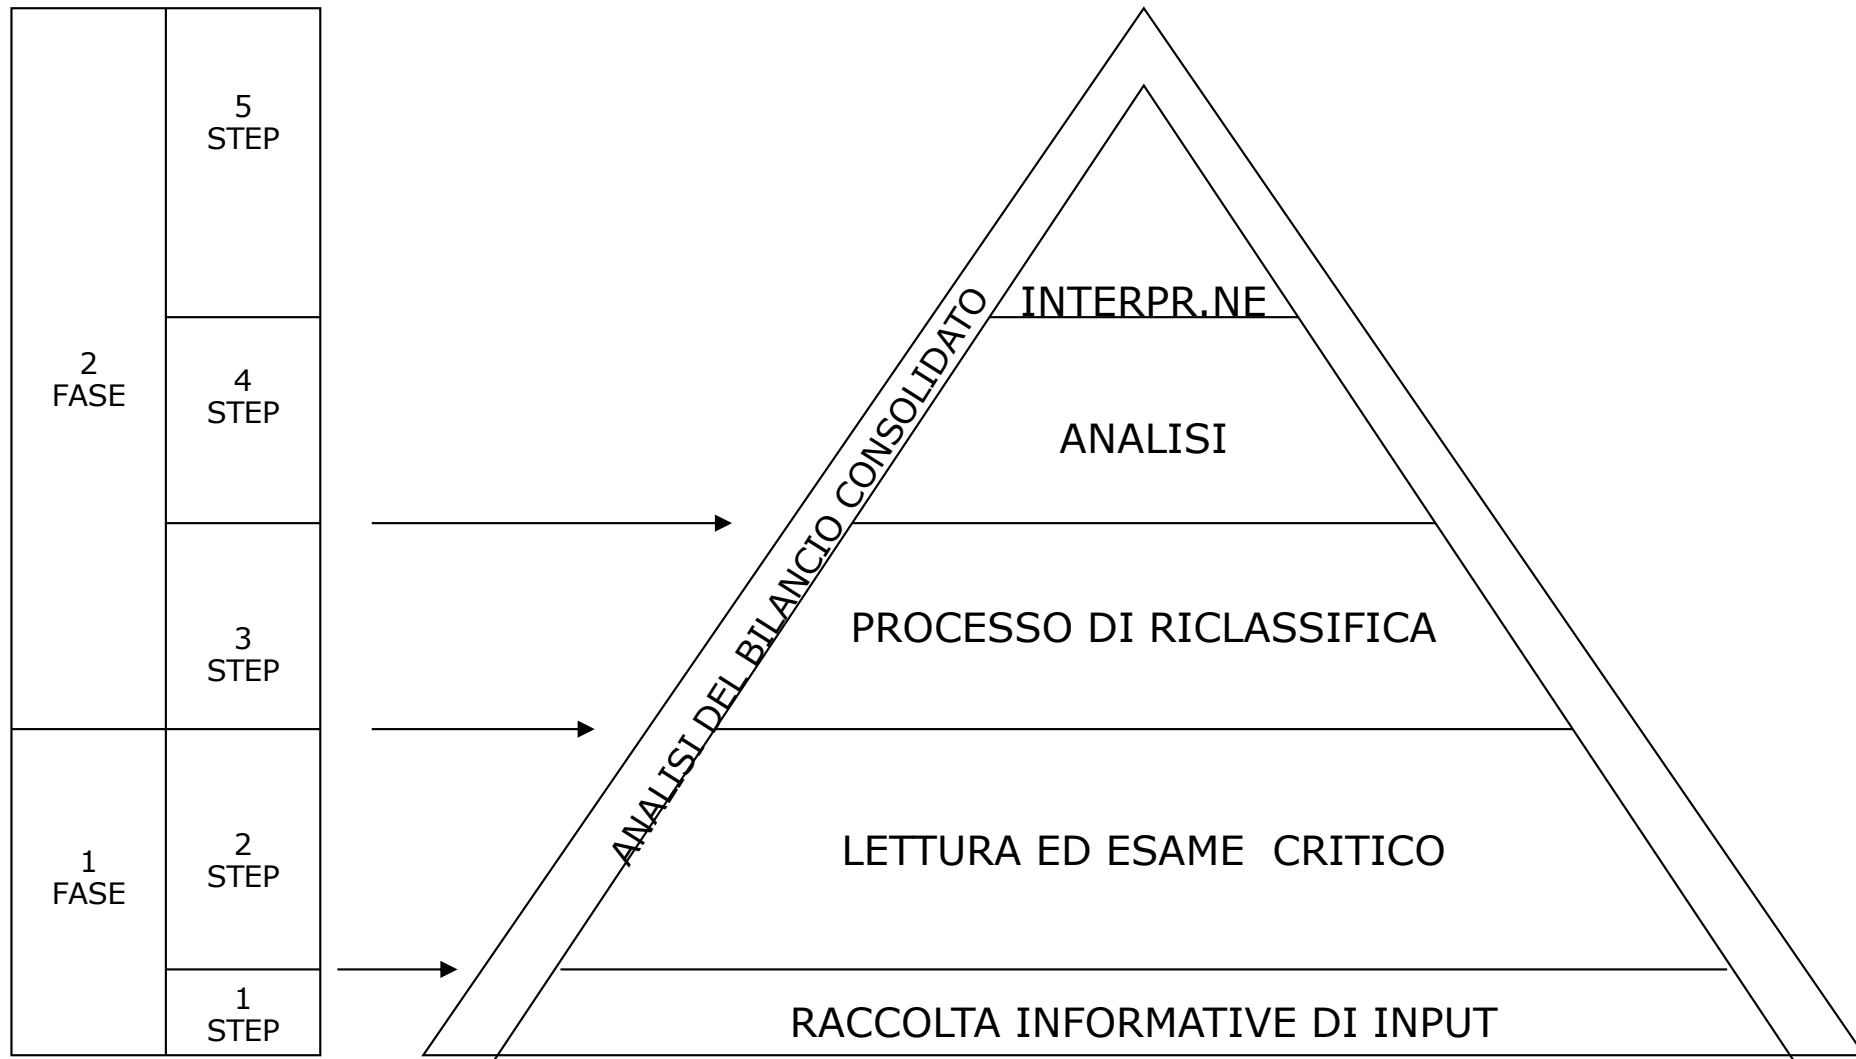 5
STEP
2
FASE
4
STEP
3
STEP
1
FASE
2
STEP
1
STEP
ANALISI DEL BILANCIO CONSOLIDATO
INTERPR.NE
ANALISI
PROCESSO DI RICLASSIFICA
LETTURA ED ESAME CRITICO
RACCOLTA INFORMATIVE DI INPUT